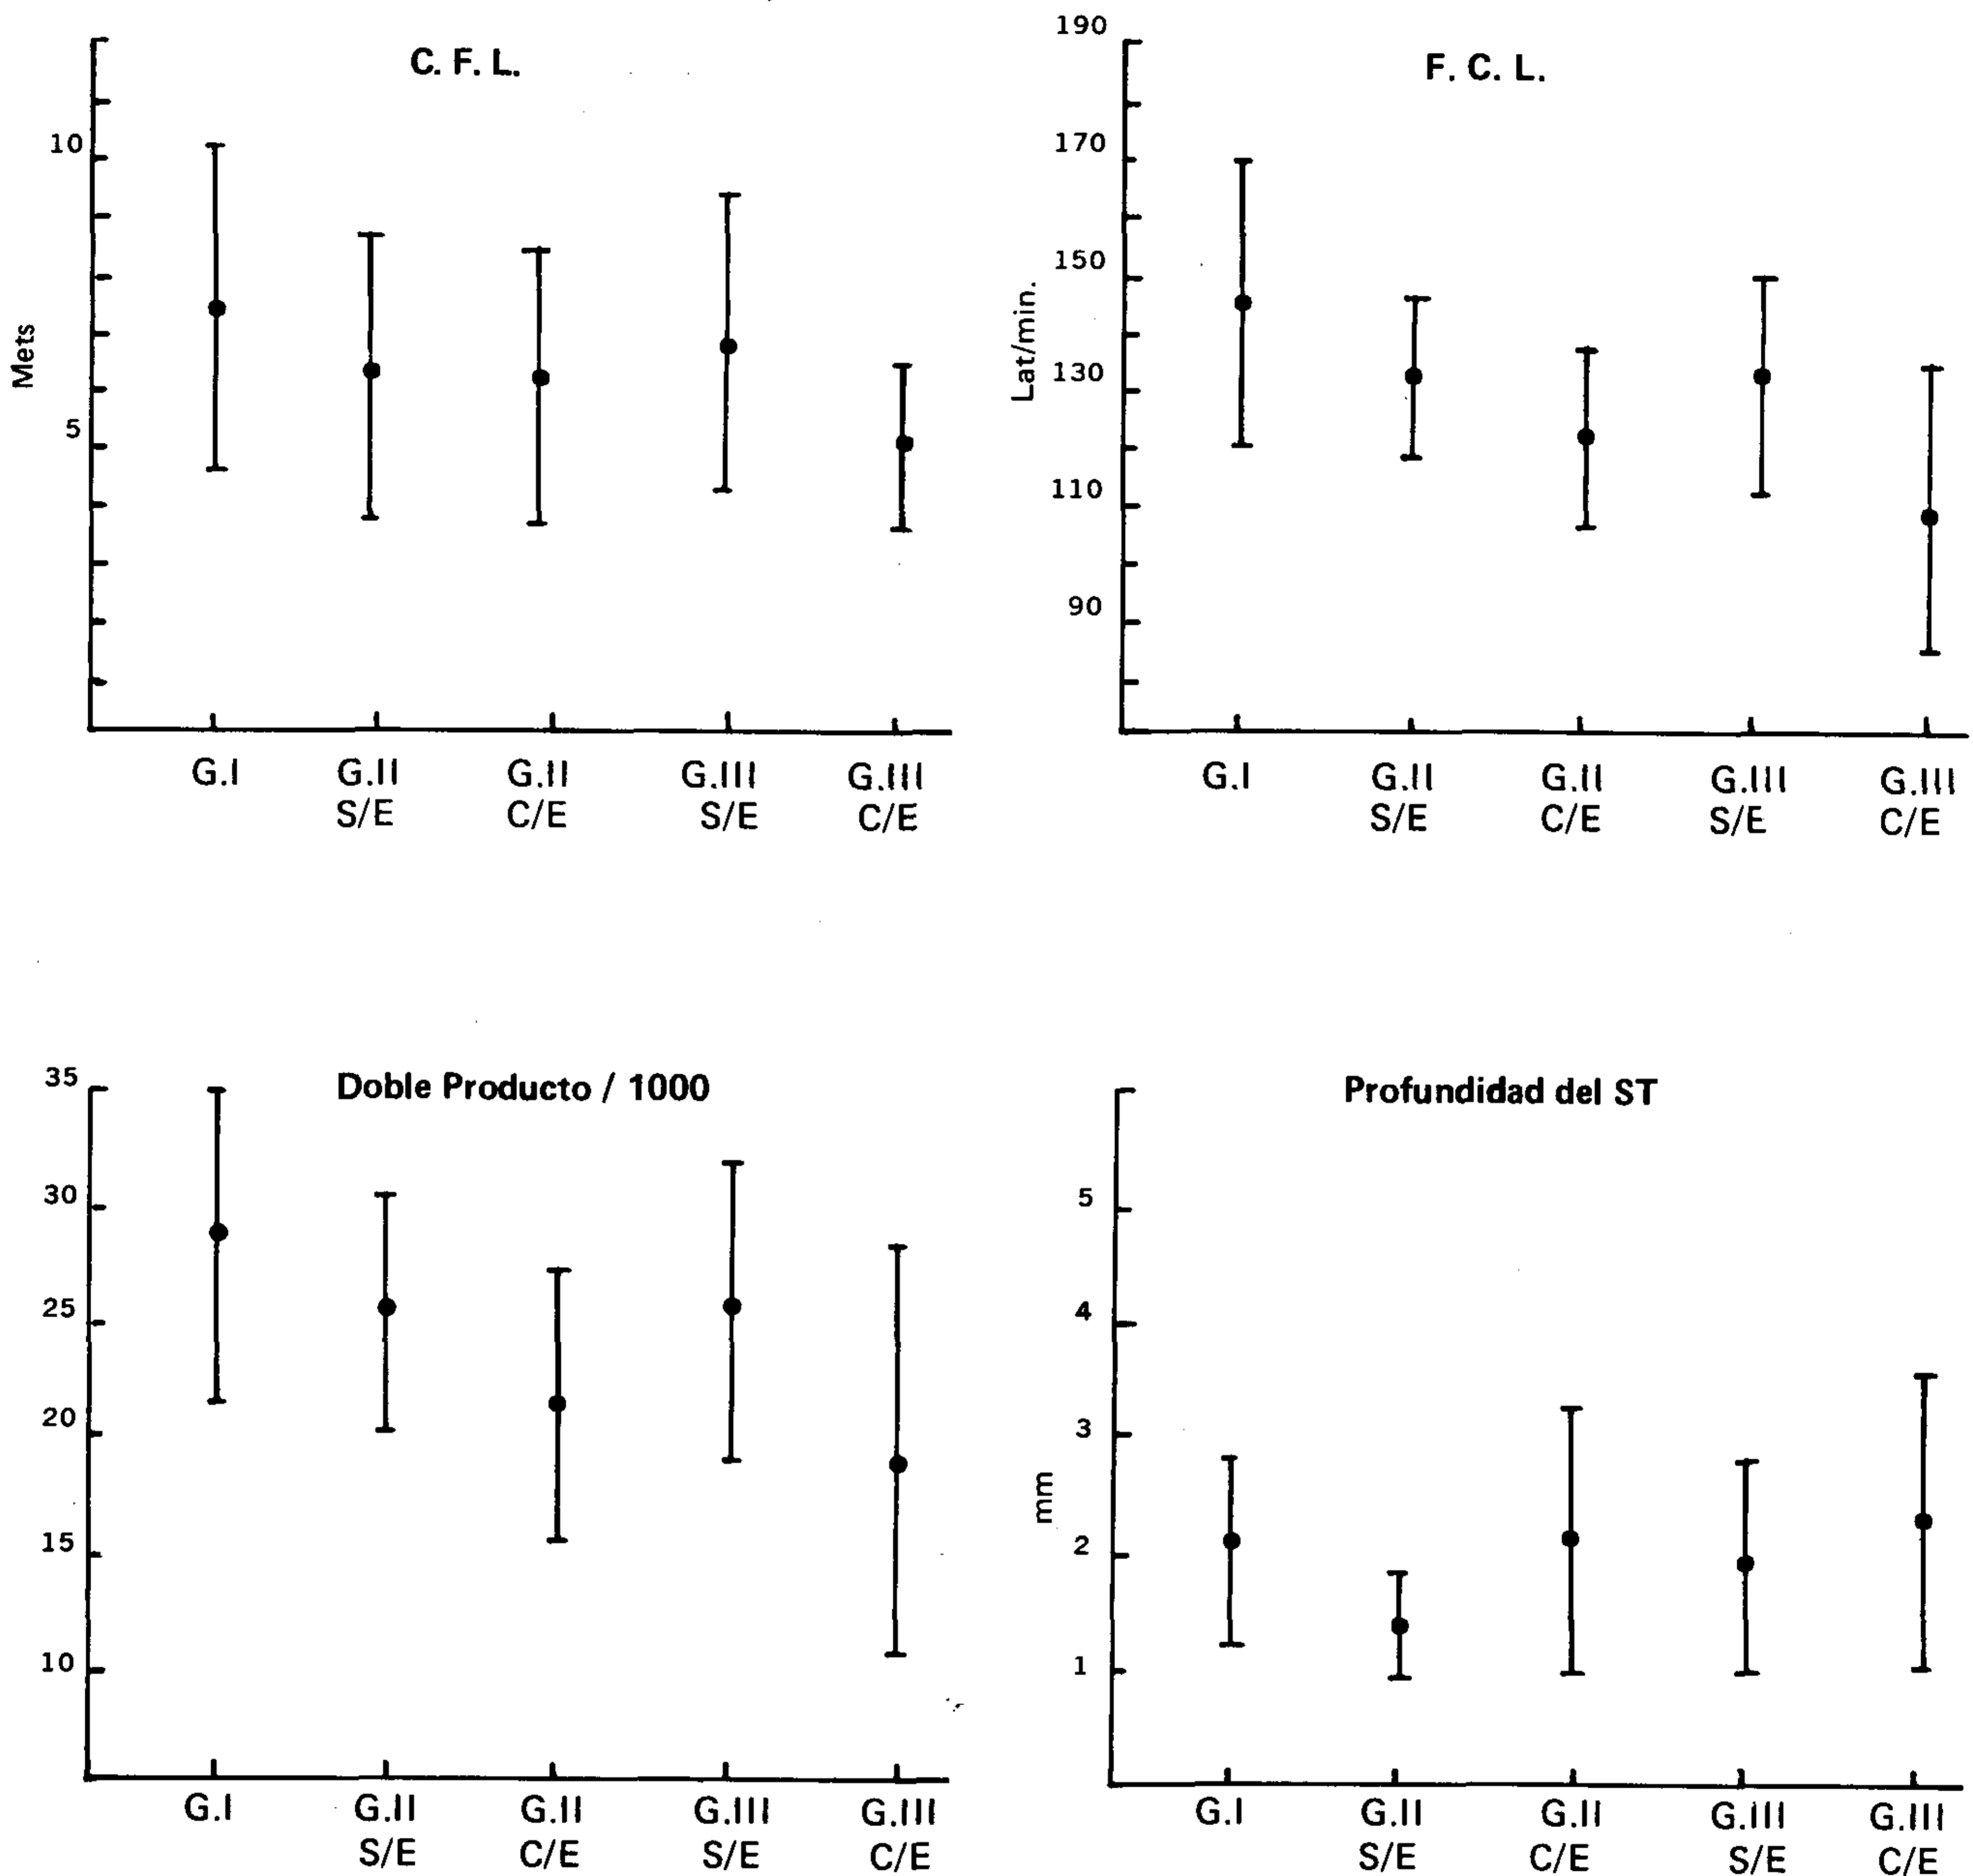 C. F. L.
Mets
10
5
G.I G.II G.II G.III G.III
S/E C/E S/E C/E
F. C. L.
Lat/min.
190
170
150
130
110
90
G.I G.II G.II G.III G.III
S/E C/E S/E C/E
Doble Producto / 1000
35
30
25
20
15
10
G.I G.II G.II G.III G.III
S/E C/E S/E C/E
Profundidad del ST
mm
5
4
3
2
1
G.I G.II G.II G.III G.III
S/E C/E S/E C/E